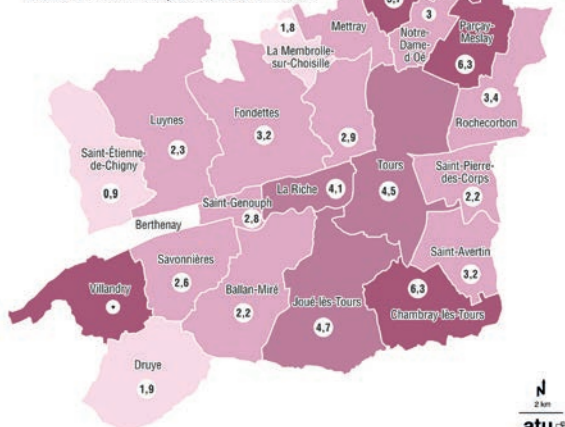 3
1,8
Mettray
Notre-
Dame-
d'Oé
Parçay-
Meslay
6,3
La Membrolle-
sur-Choisille
3,4
Rochecorbon
Luynes
2,3
Fondettes
3,2
2,9
Saint-Étienne-
de-Chigny
0,9
La Riche
4,1
Tours
4,5
Saint-Pierre-
des-Corps
2,2
Saint-Genouph
2,8
Berthenay
Saint-Avertin
3,2
Savonnières
2,6
Villandry
*
Ballan-Miré
2,2
Joué-lès-Tours
4,7
6,3
Chambray-lès-Tours
Druye
1,9
N
2 km
atu